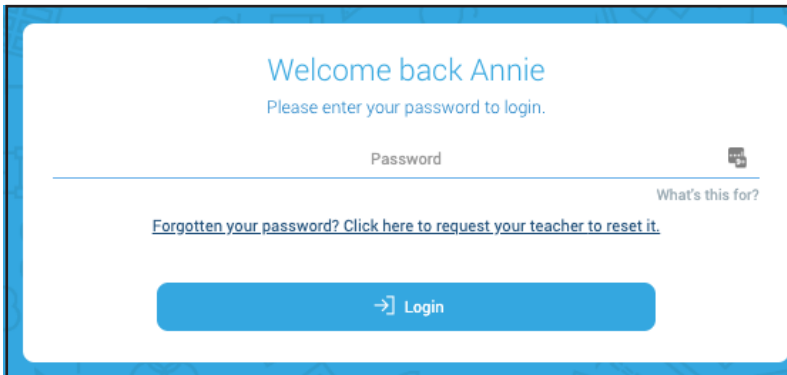 Welcome back Annie
Please enter your password to login.
Password
What's this for?
Forgotten your password? Click here to request your teacher to reset it.
Login